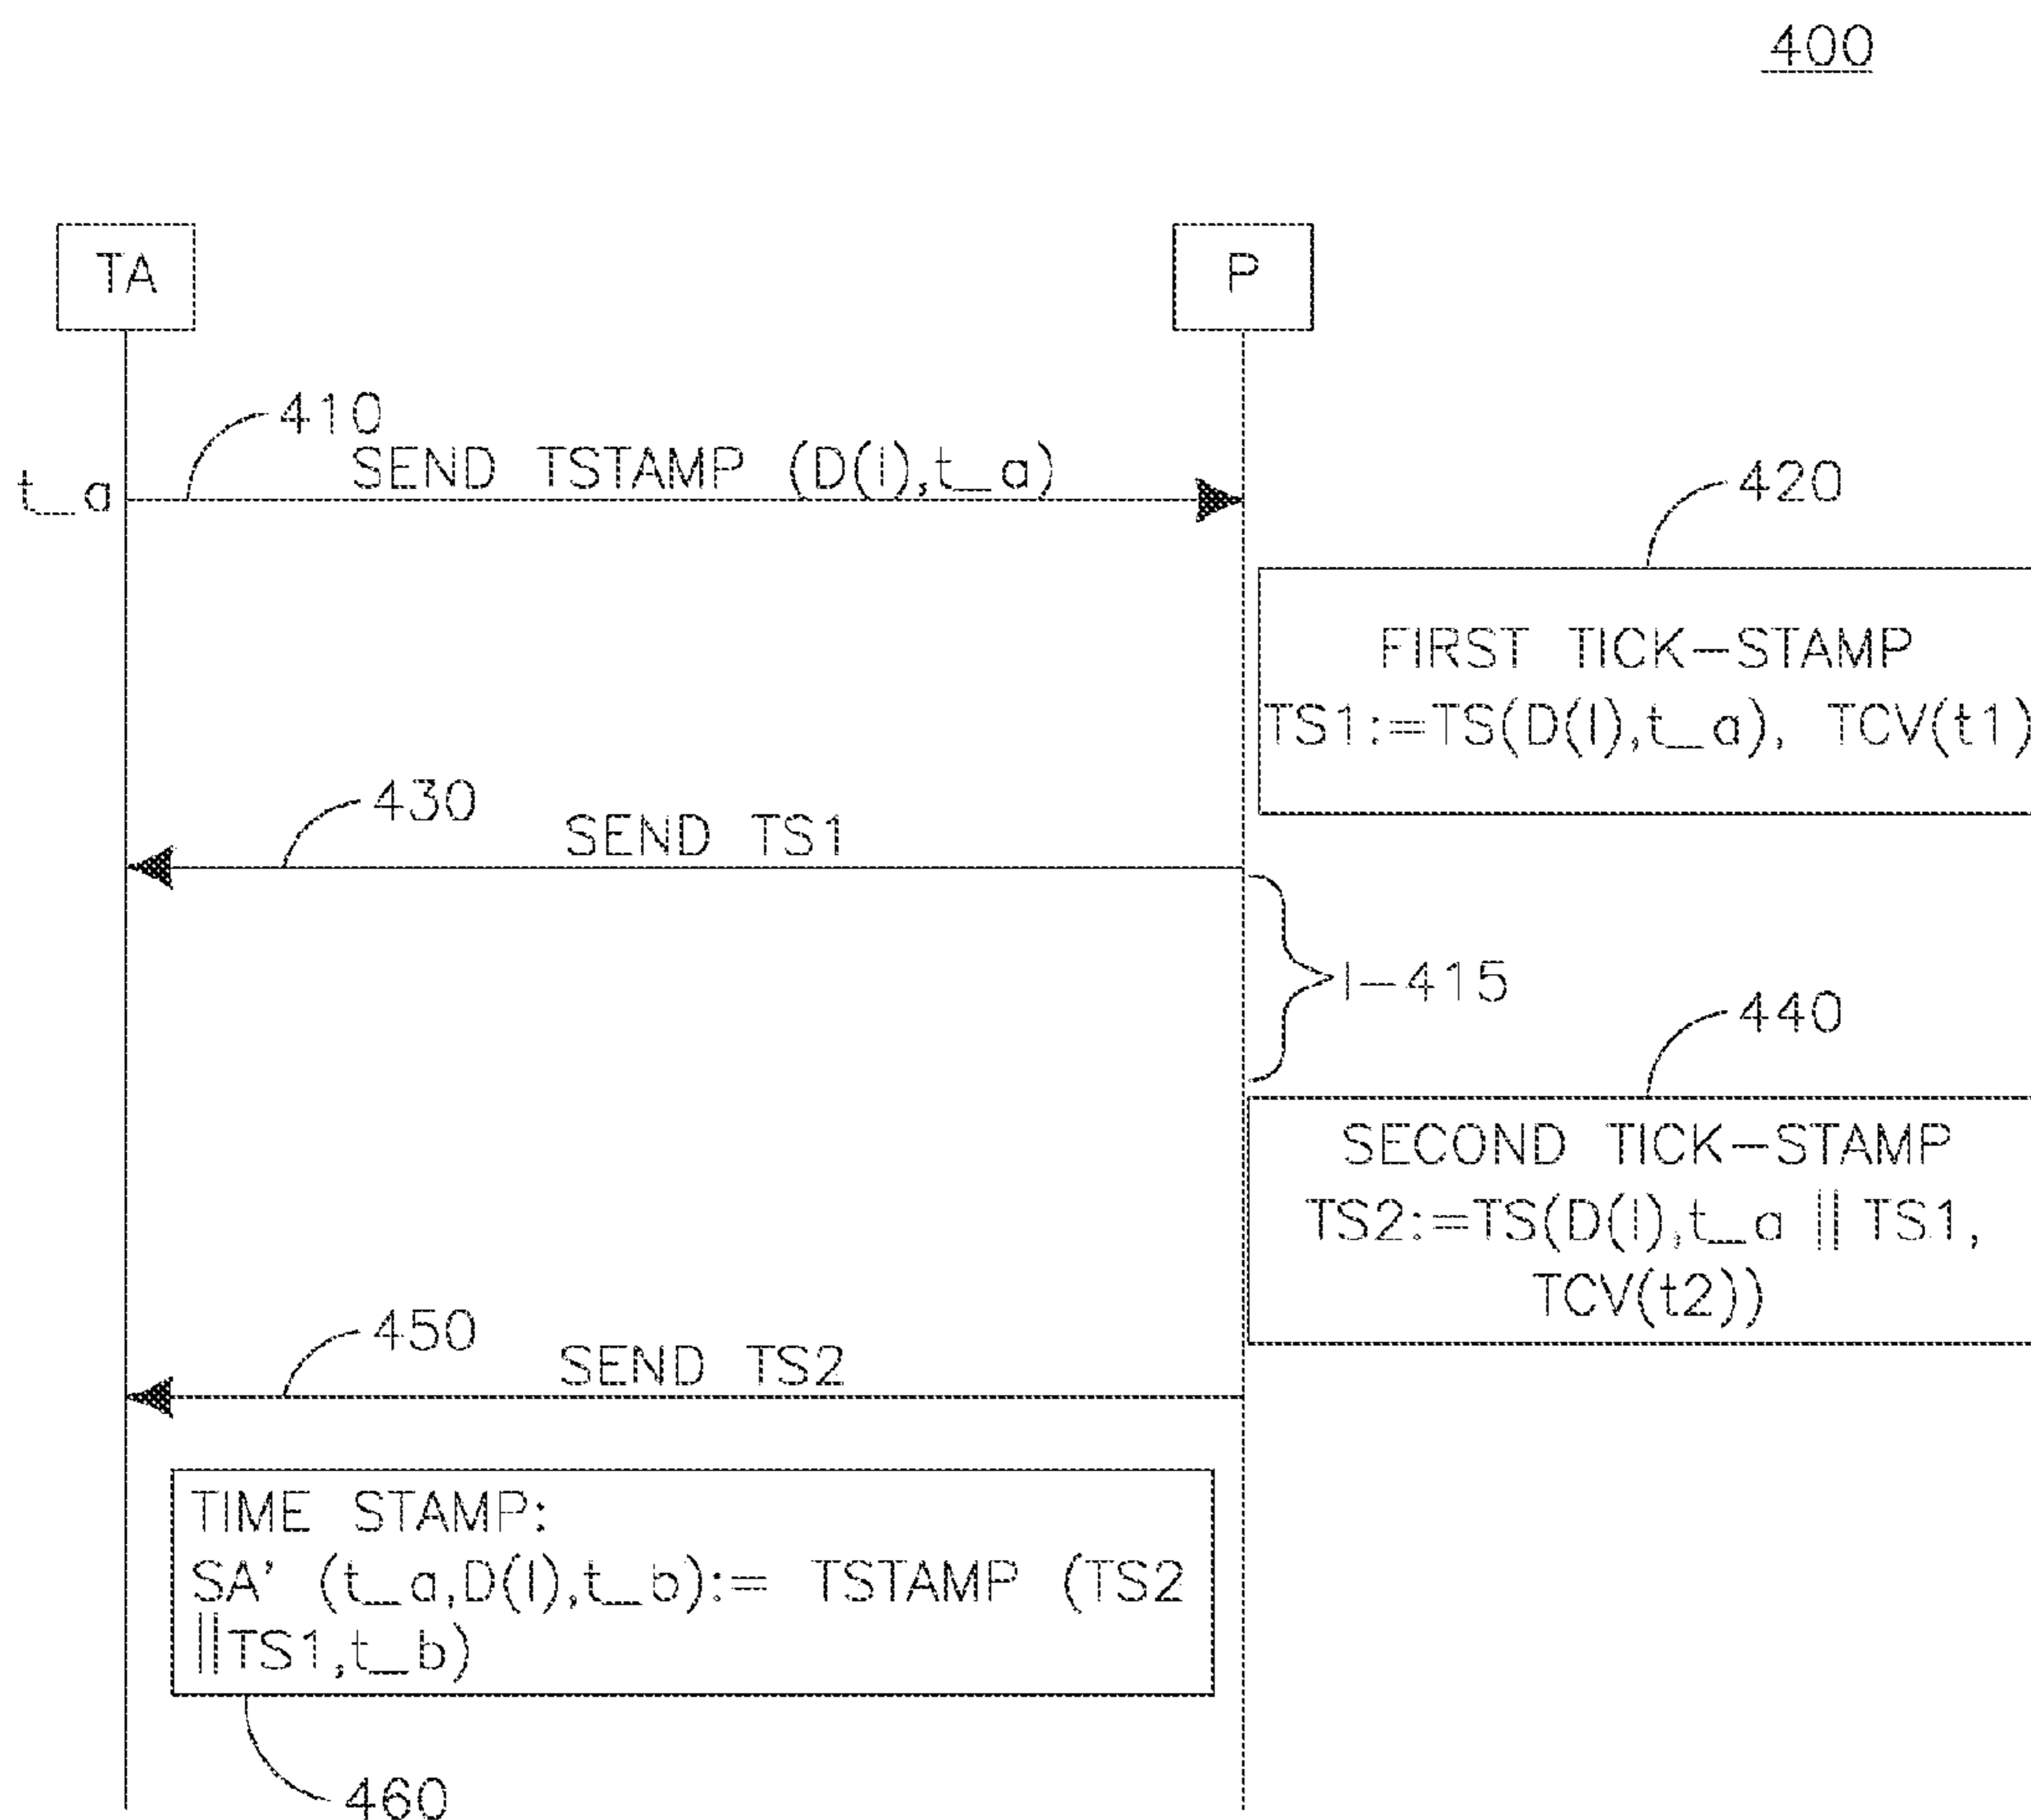 400
TA
P
410
SEND TSTAMP (D(I),t_a)
t_a
420
FIRST TICK-STAMP
TS1:=TS(D(I),t_a), TCV(t1)
430
SEND TS1
I-415
440
SECOND TICK-STAMP
TS2:=TS(D(I),t_a || TS1,
TCV(t2))
450
SEND TS2
TIME STAMP:
SA' (t_a,D(I),t_b):= TSTAMP (TS2
||TS1,t_b)
460